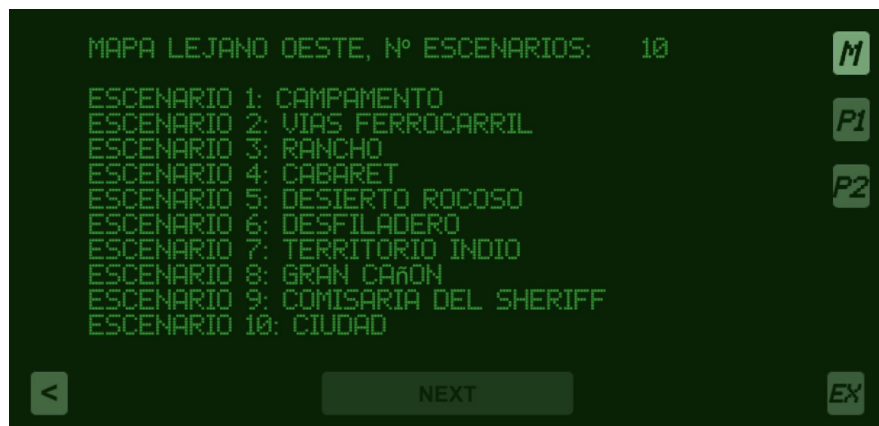 MAPA LEJANO OESTE, Nº ESCENARIOS: 10
M
ESCENARIO 1: CAMPAMENTO
P1
ESCENARIO 2: VIAS FERROCARRIL
ESCENARIO 3: RANCHO
ESCENARIO 4: CABARET
P2
ESCENARIO 5: DESIERTO ROCOSO
ESCENARIO 6: DESFILADERO
ESCENARIO 7: TERRITORIO INDIO
ESCENARIO 8: GRAN CAñON
ESCENARIO 9: COMISARIA DEL SHERIFF
ESCENARIO 10: CIUDAD
<
NEXT
EX